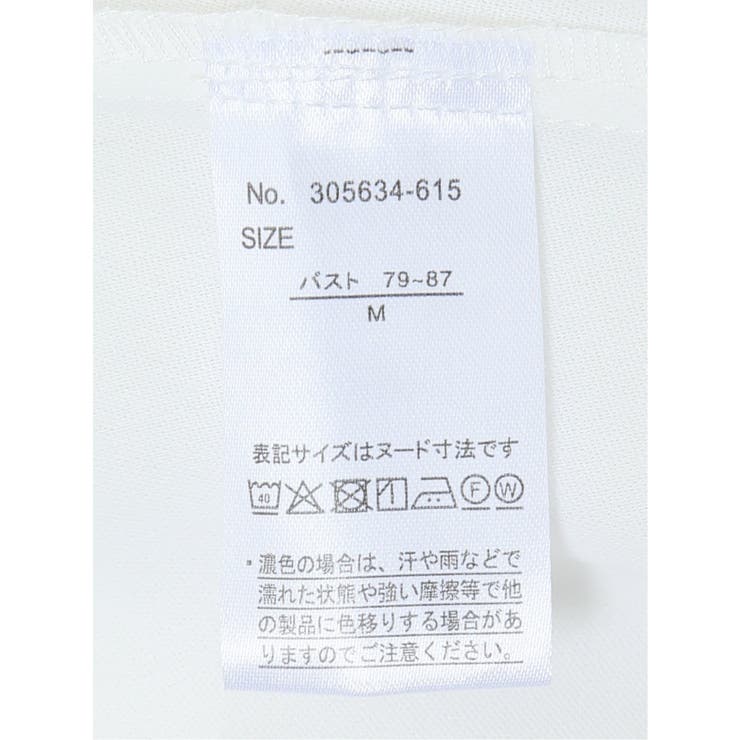 No. 305634-615
SIZE
バスト 79~87
M
表記サイズはヌード寸法です
40 F W
・濃色の場合は、汗や雨などで
濡れた状態や強い摩擦等で他
の製品に色移りする場合があ
りますのでご注意ください。